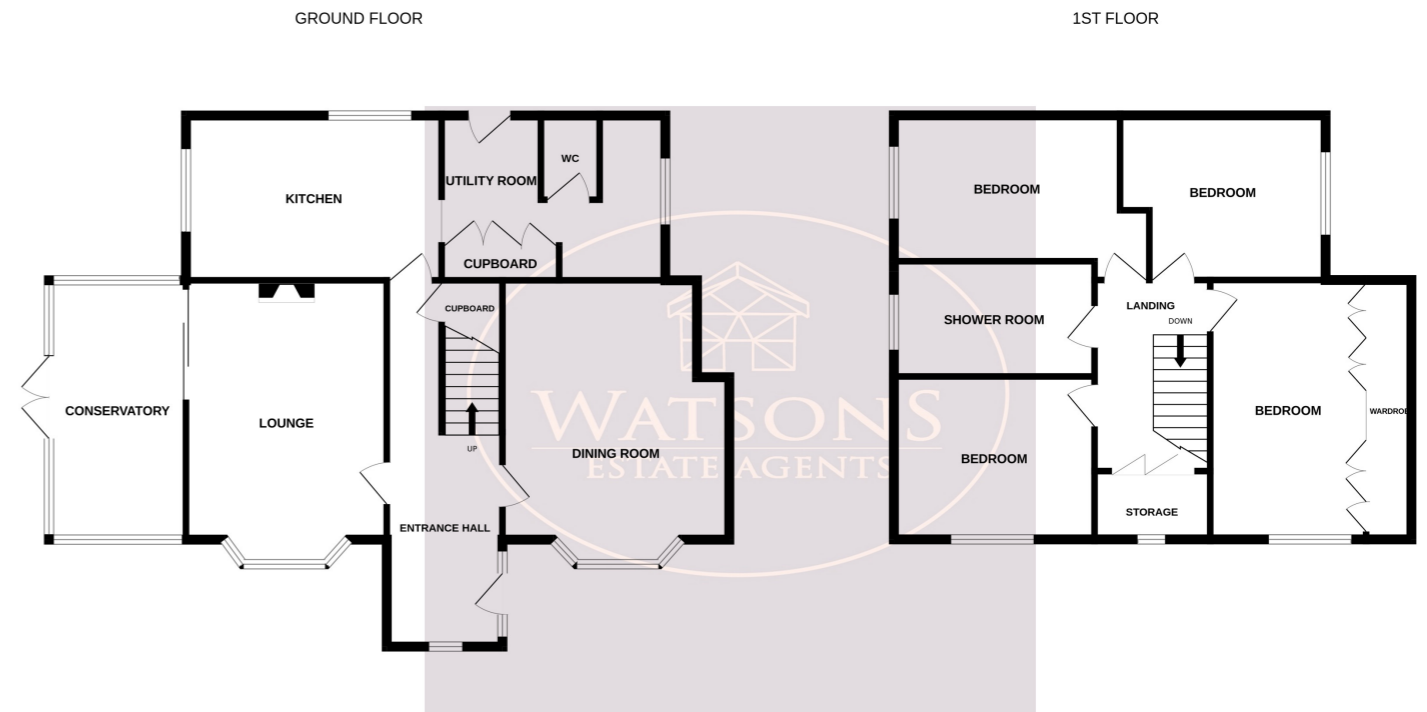 GROUND FLOOR
1ST FLOOR
KITCHEN
UTILITY ROOM
WC
CUPBOARD
CUPBOARD
CONSERVATORY
LOUNGE
UP
DINING ROOM
ENTRANCE HALL
BEDROOM
BEDROOM
SHOWER ROOM
LANDING
DOWN
BEDROOM
WARDROB
BEDROOM
STORAGE
WATSONS
ESTATE AGENTS